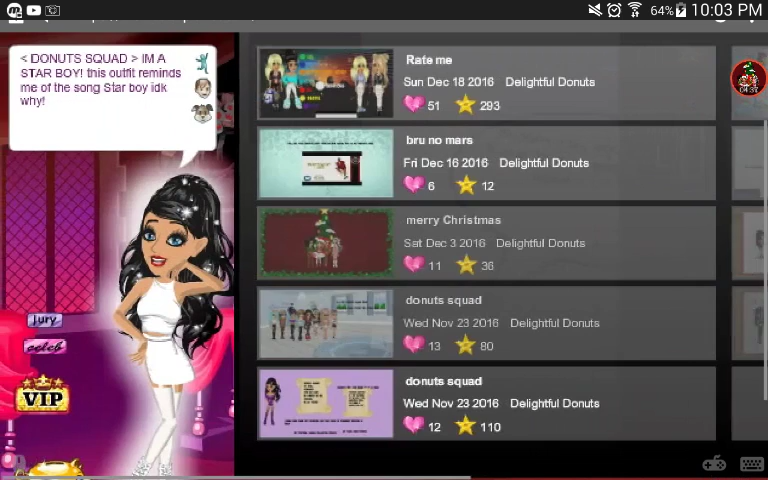 64% 10:03 PM
< DONUTS SQUAD > IM A
STAR BOY! this outfit reminds
me of the song Star boy idk
why!
Jury
celeb
VIP
Rate me
Sun Dec 18 2016 Delightful Donuts
51 293
bru no mars
Fri Dec 16 2016 Delightful Donuts
6 12
merry Christmas
Sat Dec 3 2016 Delightful Donuts
11 36
donuts squad
Wed Nov 23 2016 Delightful Donuts
13 80
donuts squad
Wed Nov 23 2016 Delightful Donuts
12 110
04:37